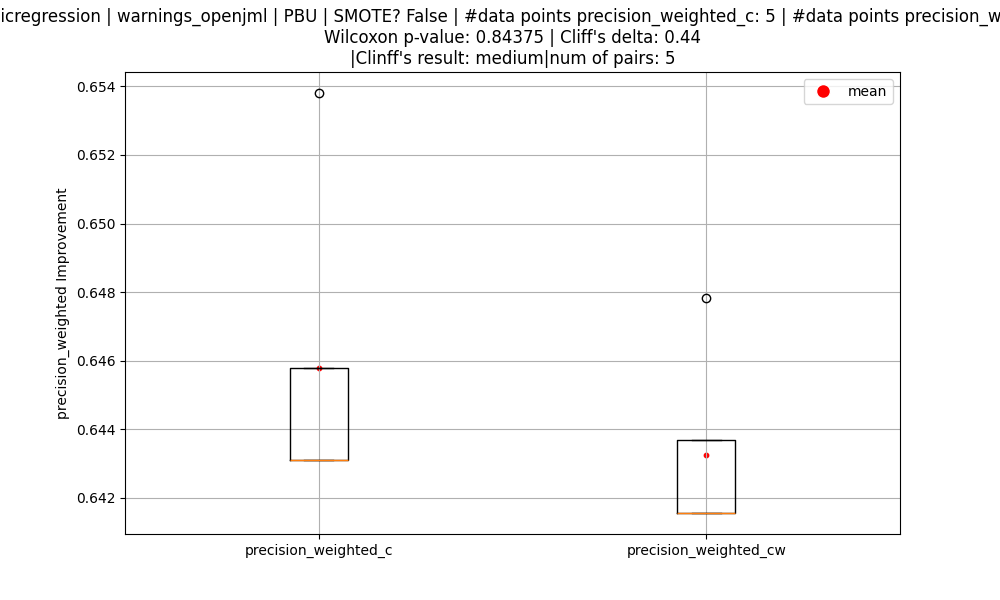 icregression | warnings_openjml | PBU | SMOTE? False | #data points precision_weighted_c: 5 | #data points precision_w
Wilcoxon p-value: 0.84375 | Cliff's delta: 0.44
|Clinff's result: medium|num of pairs: 5
mean
0.654
0.652
0.650
0.648
0.646
0.644
0.642
precision_weighted Improvement
precision_weighted_c
precision_weighted_cw